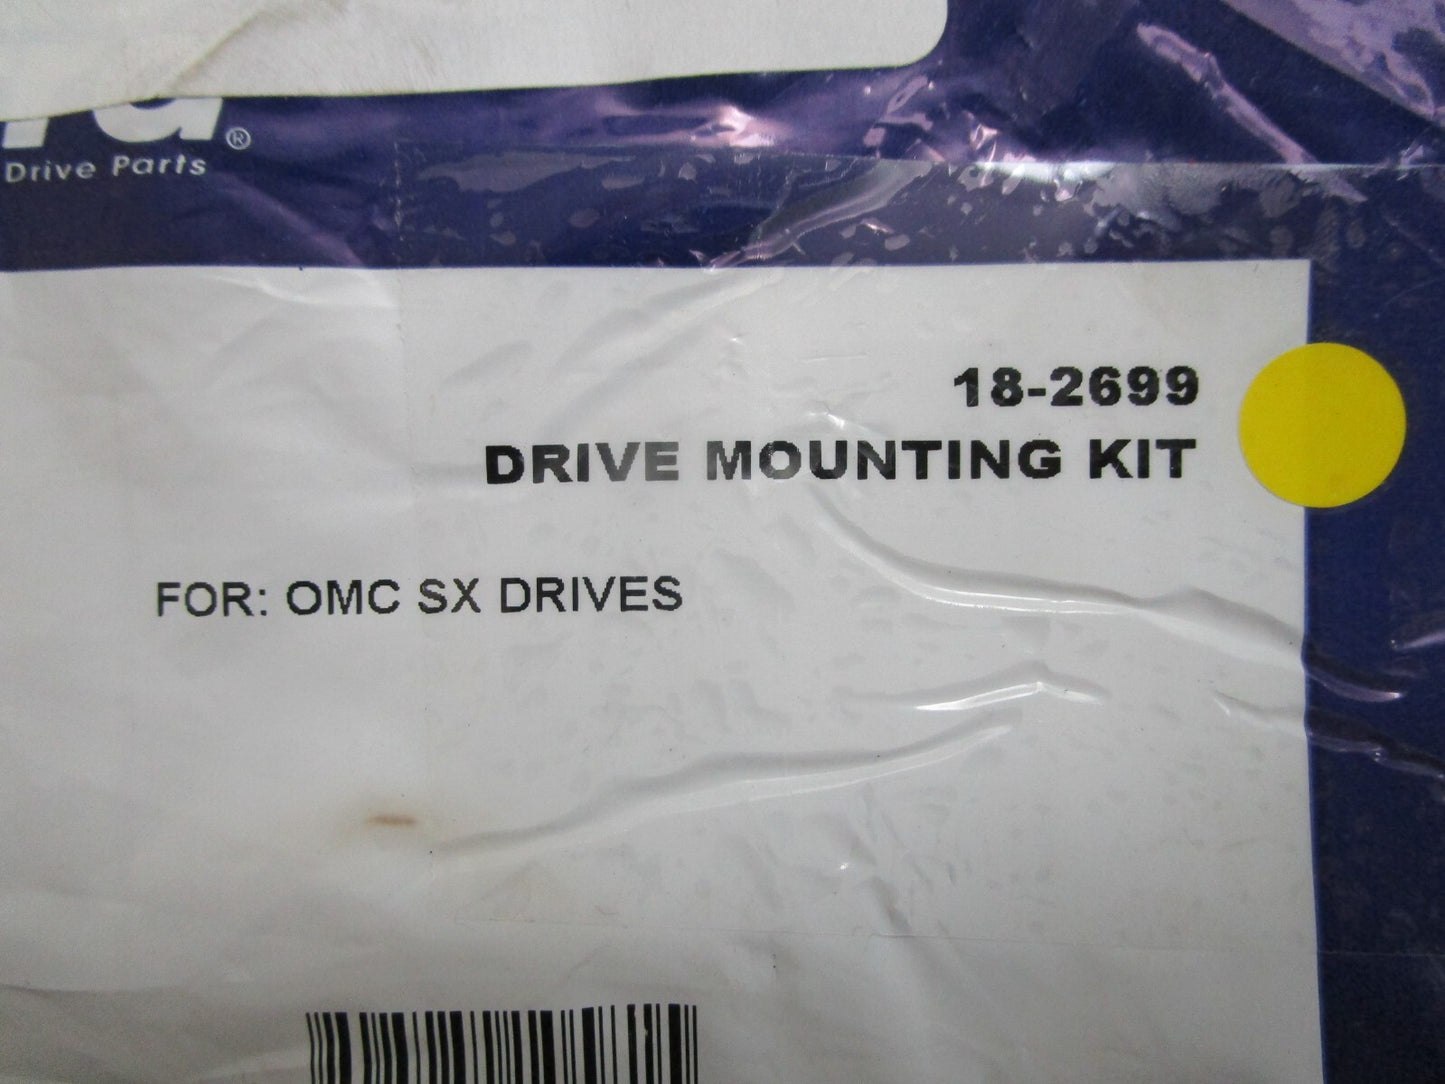 ®
Drive Parts
18-2699
DRIVE MOUNTING KIT
FOR: OMC SX DRIVES